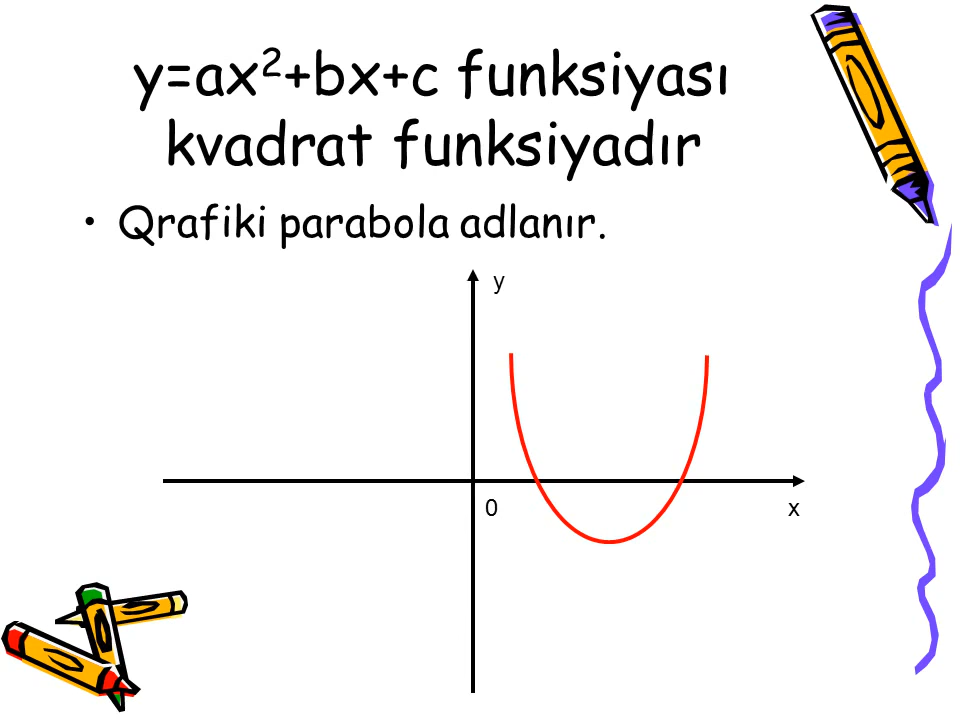 y=ax²+bx+c funksiyası
kvadrat funksiyadır
• Qrafiki parabola adlanır.
y
0
x